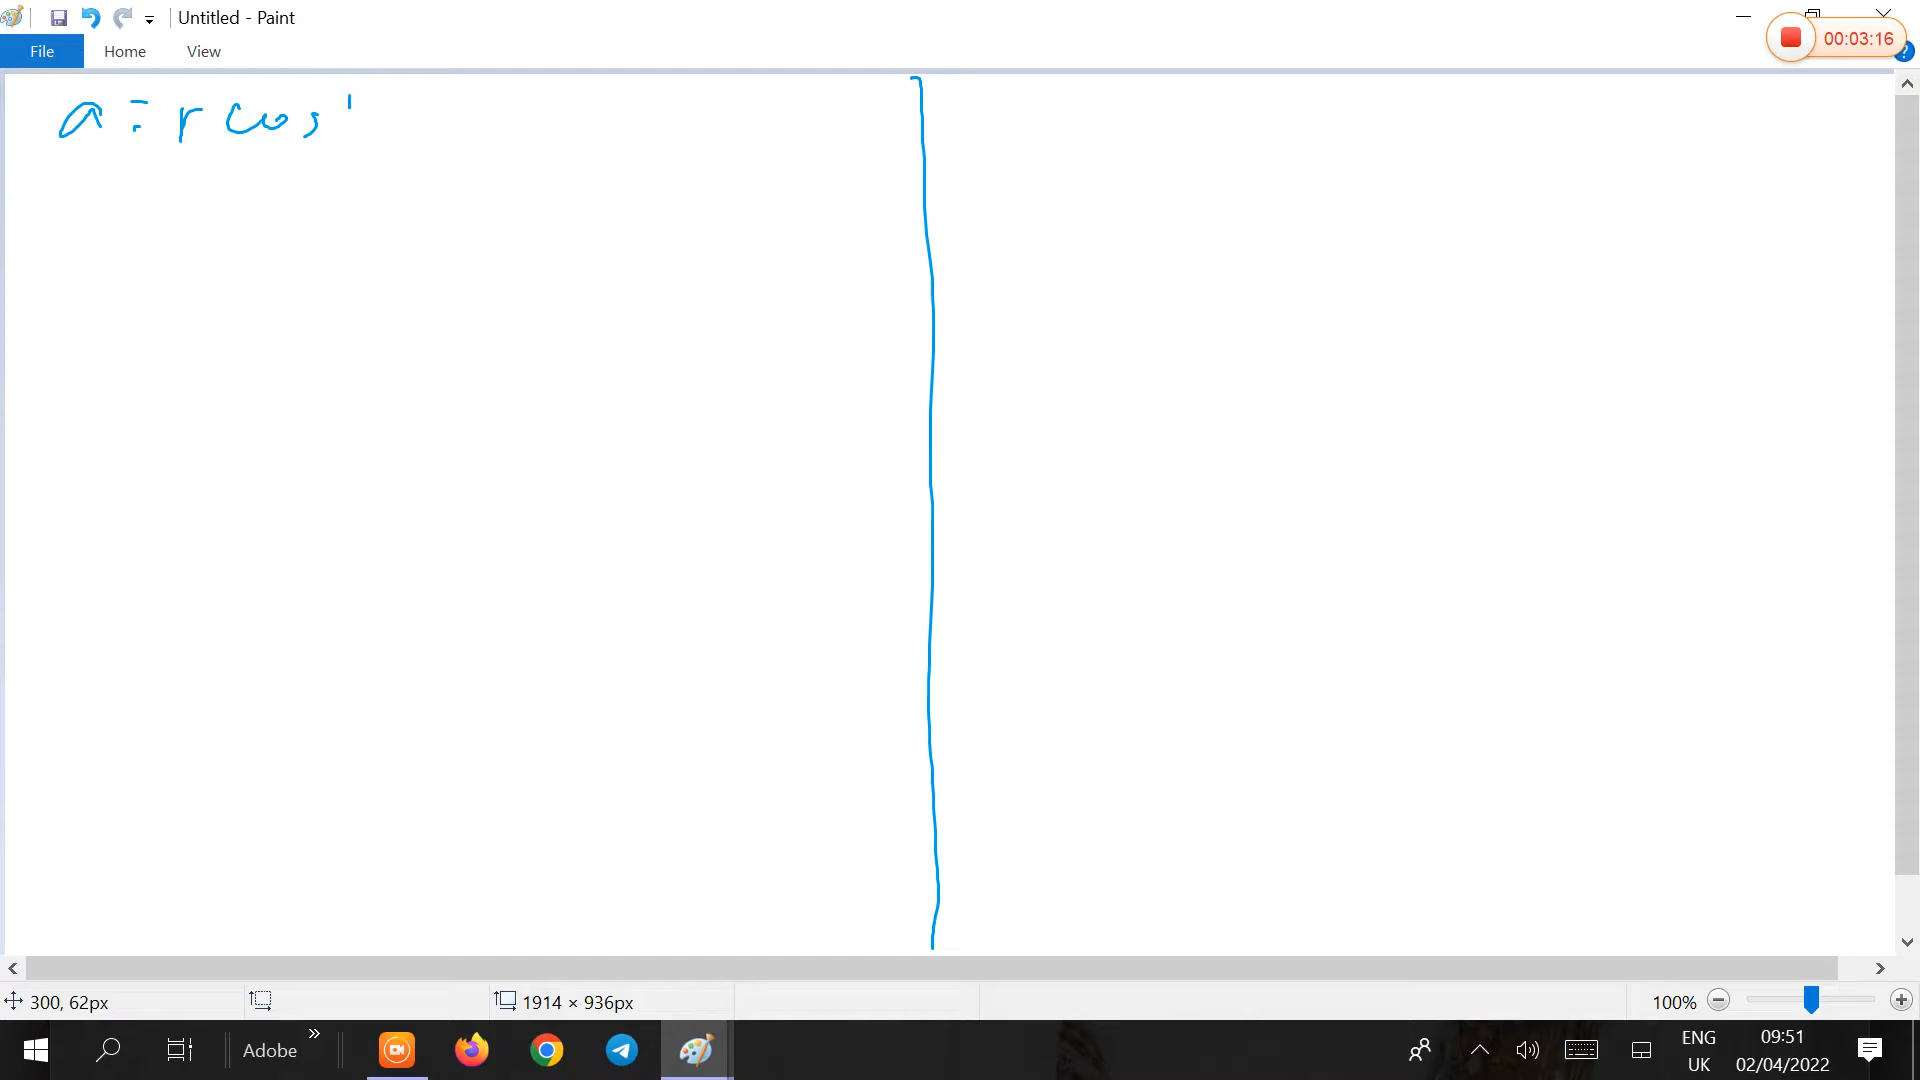 Untitled - Paint
00:03:16
File Home View
?
a = r cos '
300, 62px
1914 × 936px
100%
Adobe
»
ENG
UK
09:51
02/04/2022